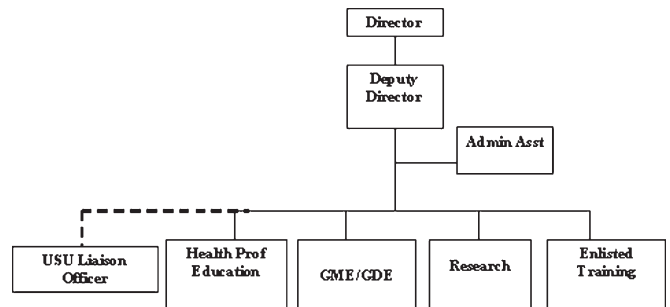 Director
Deputy
Director
Admin Asst
USU Liaison
Officer
Health Prof
Education
GME/GDE
Research
Enlisted
Training